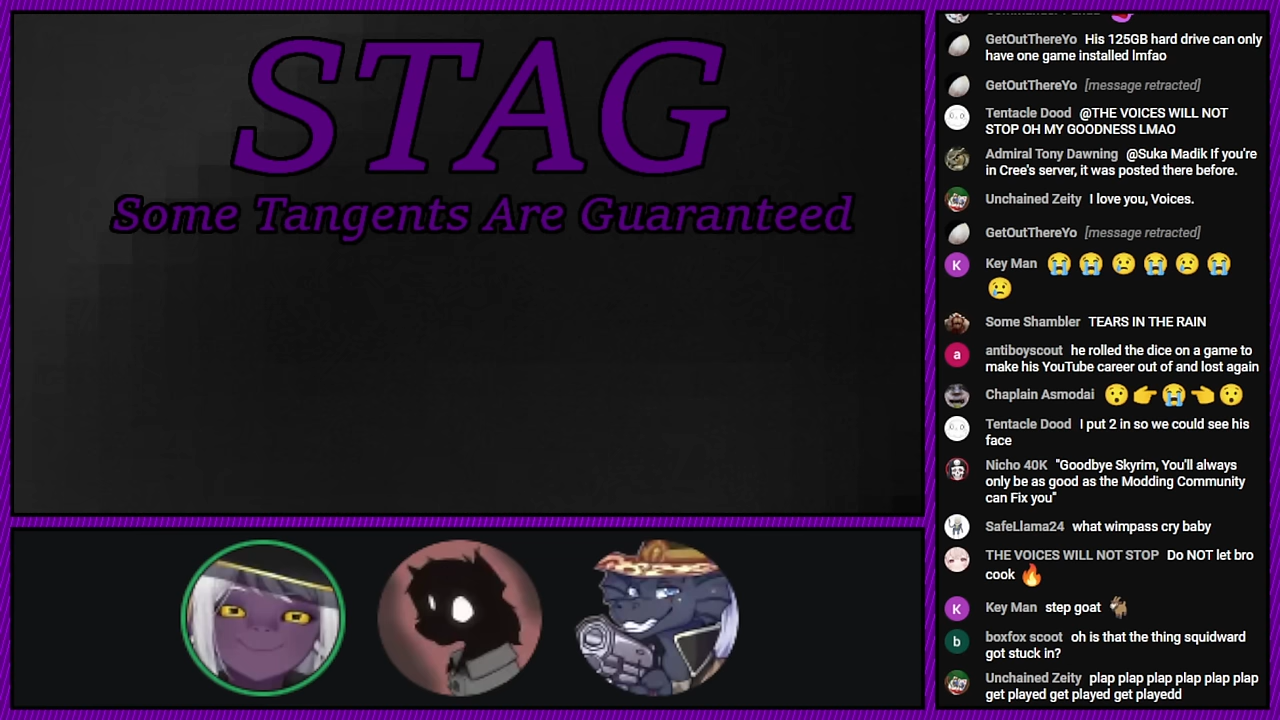 STAG
Some Tangents Are Guaranteed
GetOutThereYo His 125GB hard drive can only
have one game installed lmfao
GetOutThereYo [message retracted]
Tentacle Dood @THE VOICES WILL NOT
STOP OH MY GOODNESS LMAO
Admiral Tony Dawning @Suka Madik If you're
in Cree's server, it was posted there before.
Unchained Zeity I love you, Voices.
GetOutThereYo [message retracted]
K Key Man 😭 😭 😢 😭 😢 😭
😢
Some Shambler TEARS IN THE RAIN
a antiboyscout he rolled the dice on a game to
make his YouTube career out of and lost again
Chaplain Asmodai 😯 👉 😭 👈 😯
Tentacle Dood I put 2 in so we could see his
face
Nicho 40K "Goodbye Skyrim, You'll always
only be as good as the Modding Community
can Fix you"
SafeLlama24 what wimpass cry baby
THE VOICES WILL NOT STOP Do NOT let bro
cook 🔥
K Key Man step goat 🐐
b boxfox scoot oh is that the thing squidward
got stuck in?
Unchained Zeity plap plap plap plap plap plap
get played get played get playedd